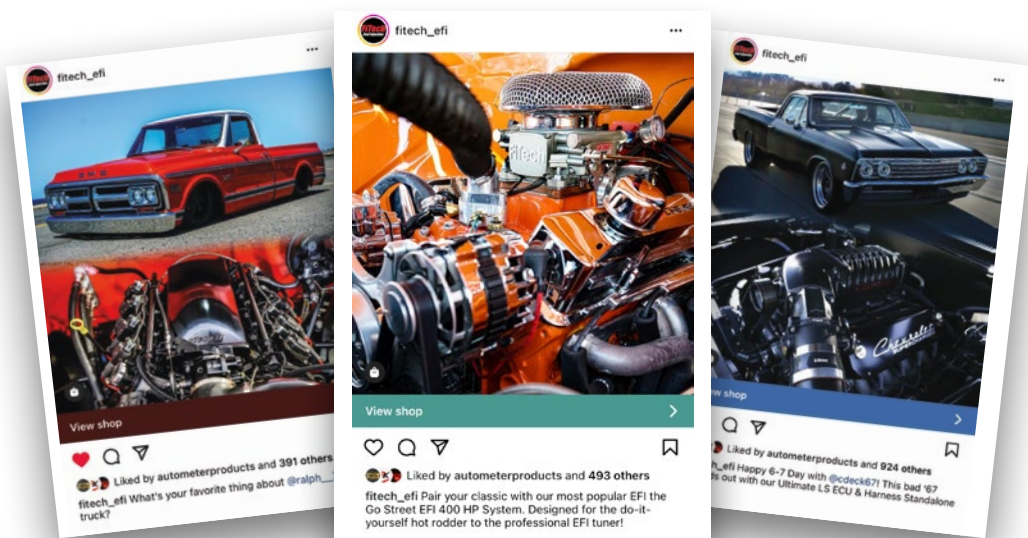 FiTech
fitech_efi
GMC
View shop
Liked by autometerproducts and 391 others
fitech_efi What's your favorite thing about @ralph_
truck?
FiTech
fitech_efi
FiTech
View shop
Liked by autometerproducts and 493 others
fitech_efi Pair your classic with our most popular EFI the
Go Street EFI 400 HP System. Designed for the do-it-
yourself hot rodder to the professional EFI tuner!
FiTech
fitech_efi
Chevrolet
shop
Liked by autometerproducts and 924 others
Happy 6-7 Day with @cdeck67! This bad '67
out with our Ultimate LS ECU & Harness Standalone